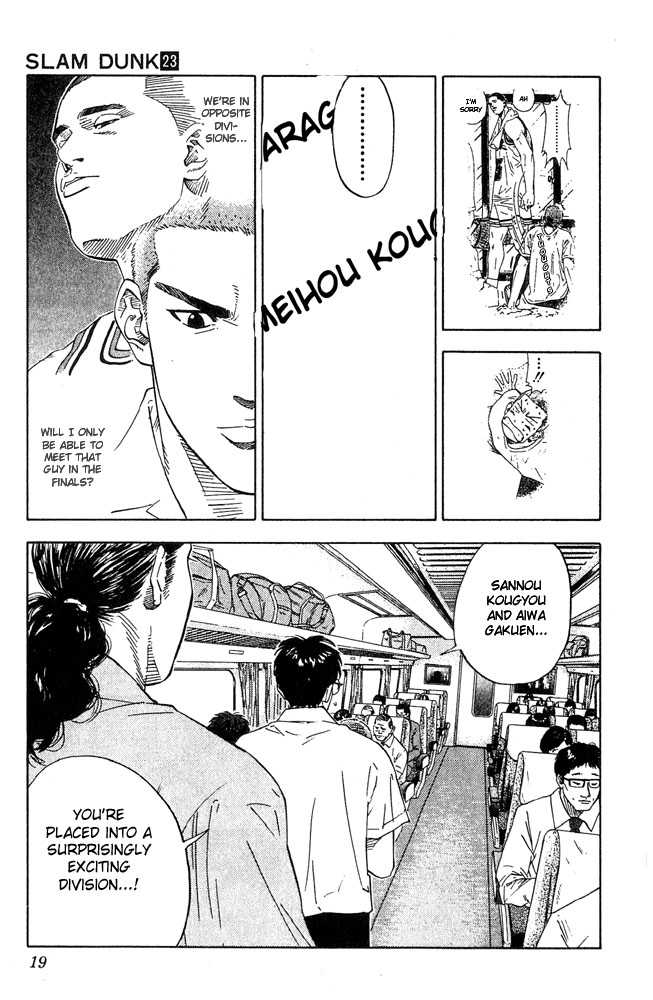 SLAM DUNK 23
AH
I'M
SORRY
...!!
ARAG
MEIHOU KOUG
..........
WE'RE IN
OPPOSITE
DIVI-
SIONS...
WILL I ONLY
BE ABLE TO
MEET THAT
GUY IN THE
FINALS?
SANNOU
KOUGYOU
AND AIWA
GAKUEN...
YOU'RE
PLACED INTO A
SURPRISINGLY
EXCITING
DIVISION...!
19